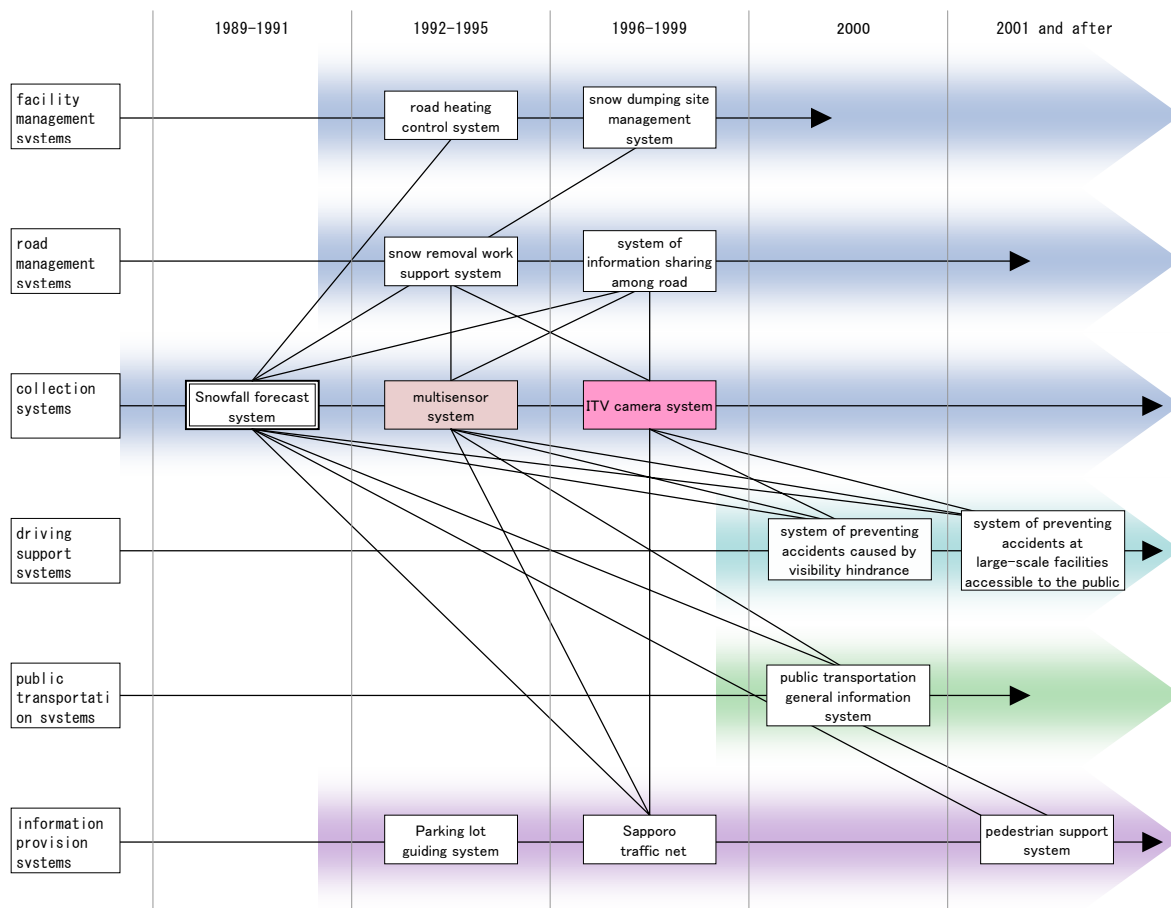 1989-1991
1992-1995
1996-1999
2000
2001 and after
facility
management
systems
road heating
control system
snow dumping site
management
system
road
management
systems
snow removal work
support system
system of
information sharing
among road
collection
systems
Snowfall forecast
system
multisensor
system
ITV camera system
driving
support
systems
system of preventing
accidents caused by
visibility hindrance
system of preventing
accidents at
large-scale facilities
accessible to the public
public
transportati
on systems
public transportation
general information
system
information
provision
systems
Parking lot
guiding system
Sapporo
traffic net
pedestrian support
system